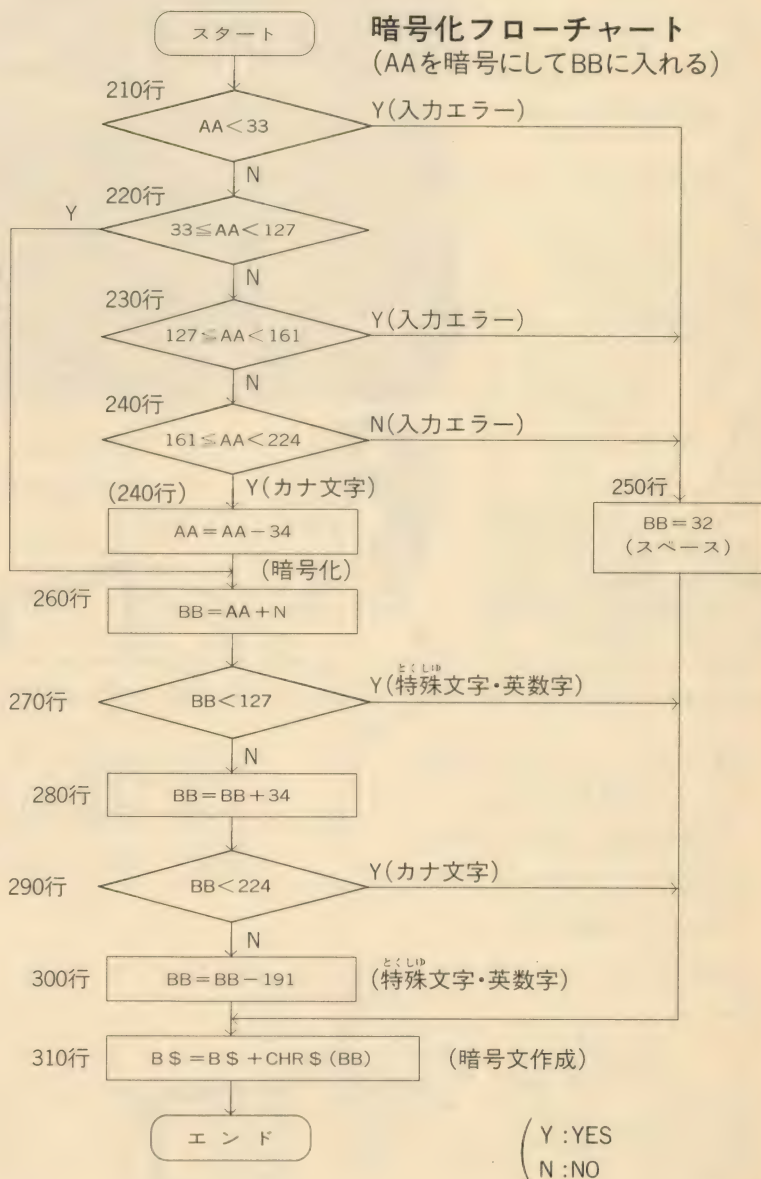 暗号化フローチャート
(AAを暗号にしてBBに入れる)
スタート
210行
AA<33
Y(入力エラー)
N
220行
Y
33≦AA<127
N
230行
127≦AA<161
Y(入力エラー)
N
240行
161≦AA<224
N(入力エラー)
Y(カナ文字)
(240行)
AA=AA-34
250行
BB=32
(スペース)
(暗号化)
260行
BB=AA+N
270行
BB<127
とくしゅ
Y(特殊文字・英数字)
N
280行
BB=BB+34
290行
BB<224
Y(カナ文字)
N
300行
BB=BB-191
とくしゅ
(特殊文字・英数字)
310行
B$=B$+CHR$(BB)
(暗号文作成)
エンド
Y:YES
N:NO